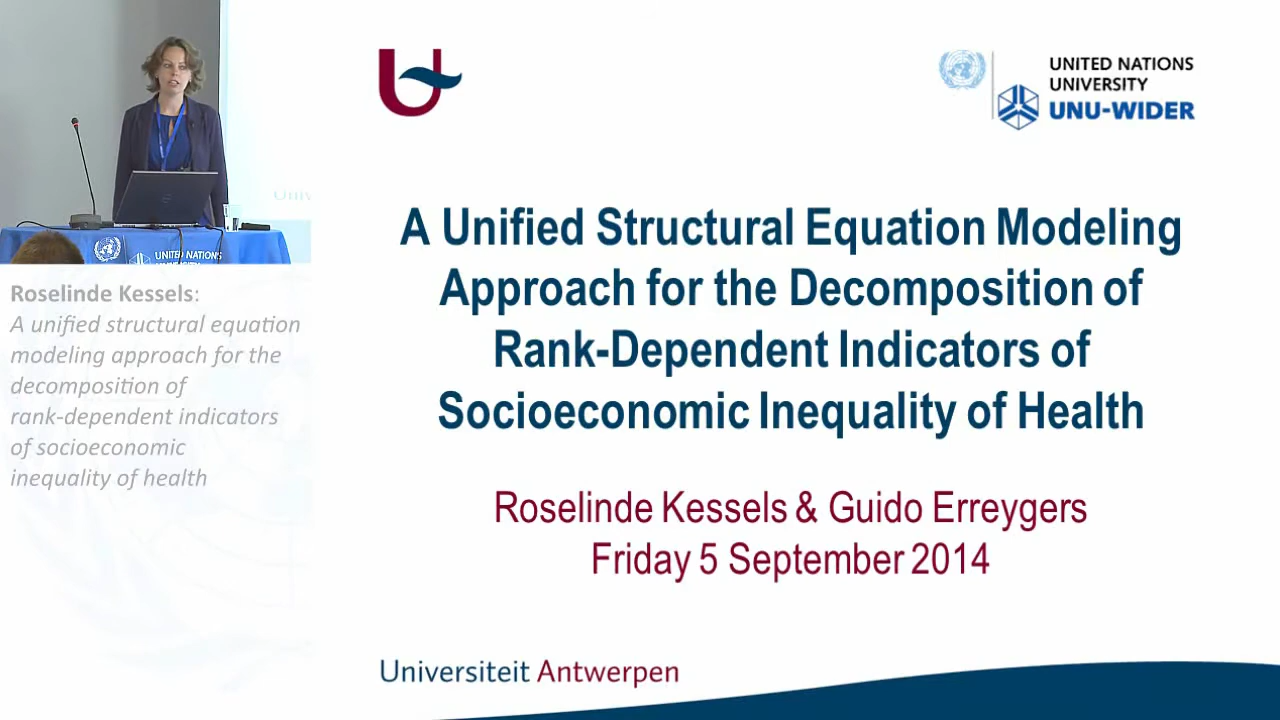 UNITED NATIONS
UNIVERSITY
UNU-WIDER
A Unified Structural Equation Modeling
Approach for the Decomposition of
Rank-Dependent Indicators of
Socioeconomic Inequality of Health
Roselinde Kessels & Guido Erreygers
Friday 5 September 2014
Universiteit Antwerpen
UNITED NATIONS
Roselinde Kessels:
A unified structural equation
modeling approach for the
decomposition of
rank-dependent indicators
of socioeconomic
inequality of health